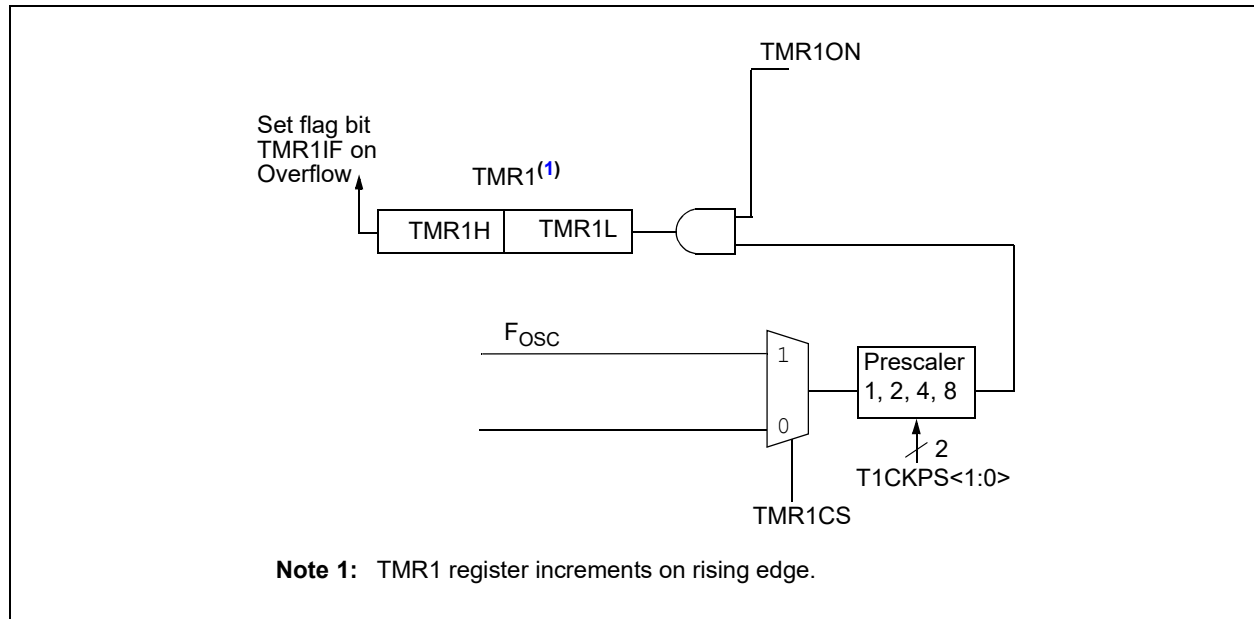 TMR1ON
Set flag bit
TMR1IF on
Overflow
TMR1(1)
TMR1H
TMR1L
FOSC
1
Prescaler
1, 2, 4, 8
0
2
T1CKPS<1:0>
TMR1CS
Note 1: TMR1 register increments on rising edge.